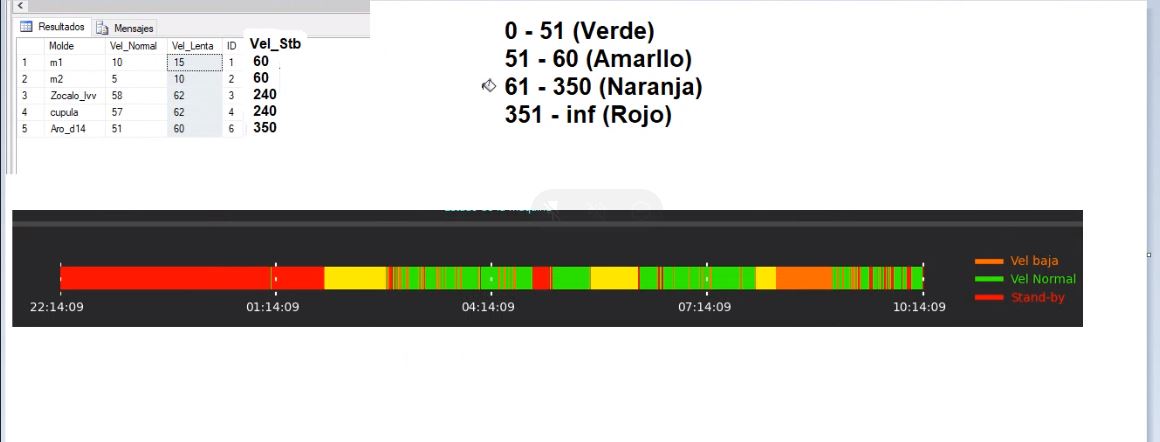 Resultados Mensajes
Molde Vel_Normal Vel_Lenta ID Vel_Stb
1 m1 10 15 1 60
2 m2 5 10 2 60
3 Zocalo_lvv 58 62 3 240
4 cupula 57 62 4 240
5 Aro_d14 51 60 6 350
0 - 51 (Verde)
51 - 60 (Amarllo)
61 - 350 (Naranja)
351 - inf (Rojo)
Vel baja
Vel Normal
Stand-by
22:14:09 01:14:09 04:14:09 07:14:09 10:14:09